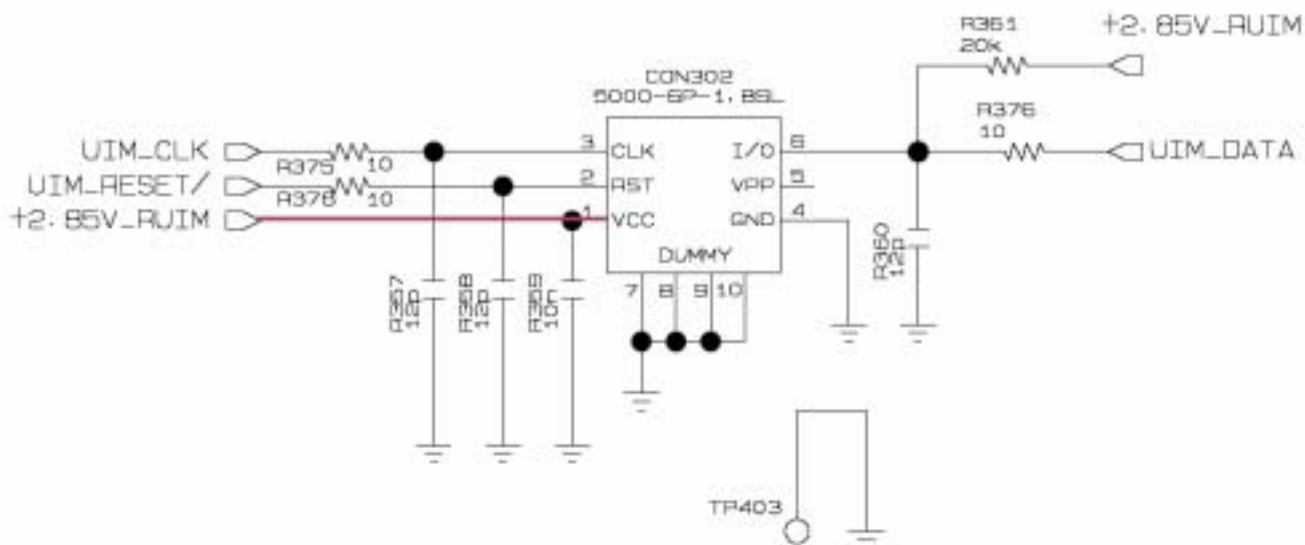 R361
20k
+2.85V_RUIM
CON302
5000-6P-1.8SL
R376
10
UIM_CLK
R375
10
3
CLK
I/O
6
UIM_DATA
UIM_RESET/
R378
10
2
RST
VPP
5
+2.85V_RUIM
1
VCC
GND
4
DUMMY
R360
12p
R357
12p
R358
12p
R359
10n
7
8
9
10
TP403